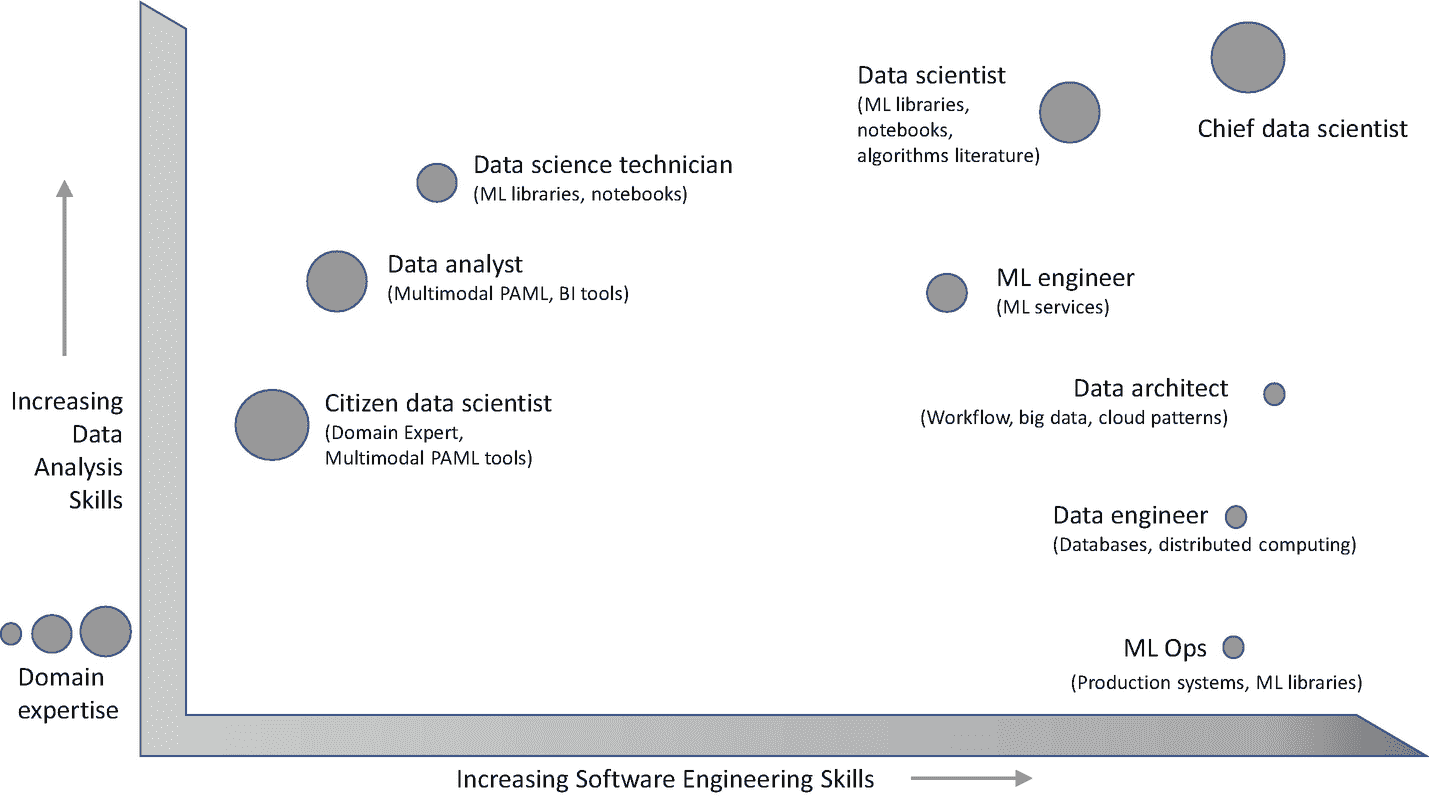 Data scientist
(ML libraries,
notebooks,
algorithms literature)
Chief data scientist
Data science technician
(ML libraries, notebooks)
Data analyst
(Multimodal PAML, BI tools)
ML engineer
(ML services)
Data architect
(Workflow, big data, cloud patterns)
Citizen data scientist
(Domain Expert,
Multimodal PAML tools)
Increasing
Data
Analysis
Skills
Data engineer
(Databases, distributed computing)
ML Ops
(Production systems, ML libraries)
Domain
expertise
Increasing Software Engineering Skills